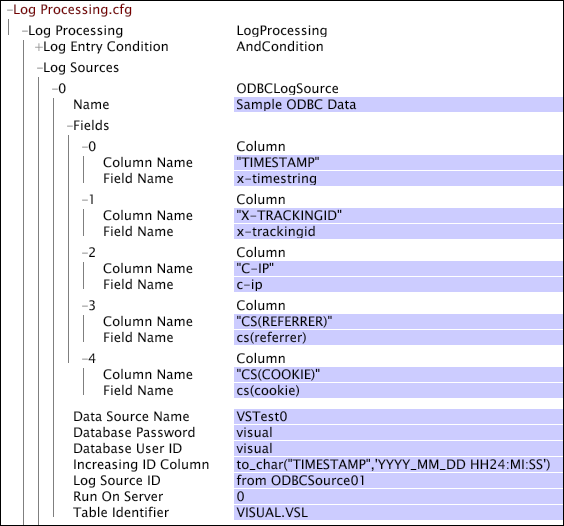 −Log Processing.cfg
−Log Processing LogProcessing
+Log Entry Condition AndCondition
−Log Sources
−0 ODBCLogSource
Name Sample ODBC Data
−Fields
−0 Column
Column Name "TIMESTAMP"
Field Name x-timestring
−1 Column
Column Name "X-TRACKINGID"
Field Name x-trackingid
−2 Column
Column Name "C-IP"
Field Name c-ip
−3 Column
Column Name "CS(REFERRER)"
Field Name cs(referrer)
−4 Column
Column Name "CS(COOKIE)"
Field Name cs(cookie)
Data Source Name VSTest0
Database Password visual
Database User ID visual
Increasing ID Column to_char("TIMESTAMP",'YYYY_MM_DD HH24:MI:SS')
Log Source ID from ODBCSource01
Run On Server 0
Table Identifier VISUAL.VSL